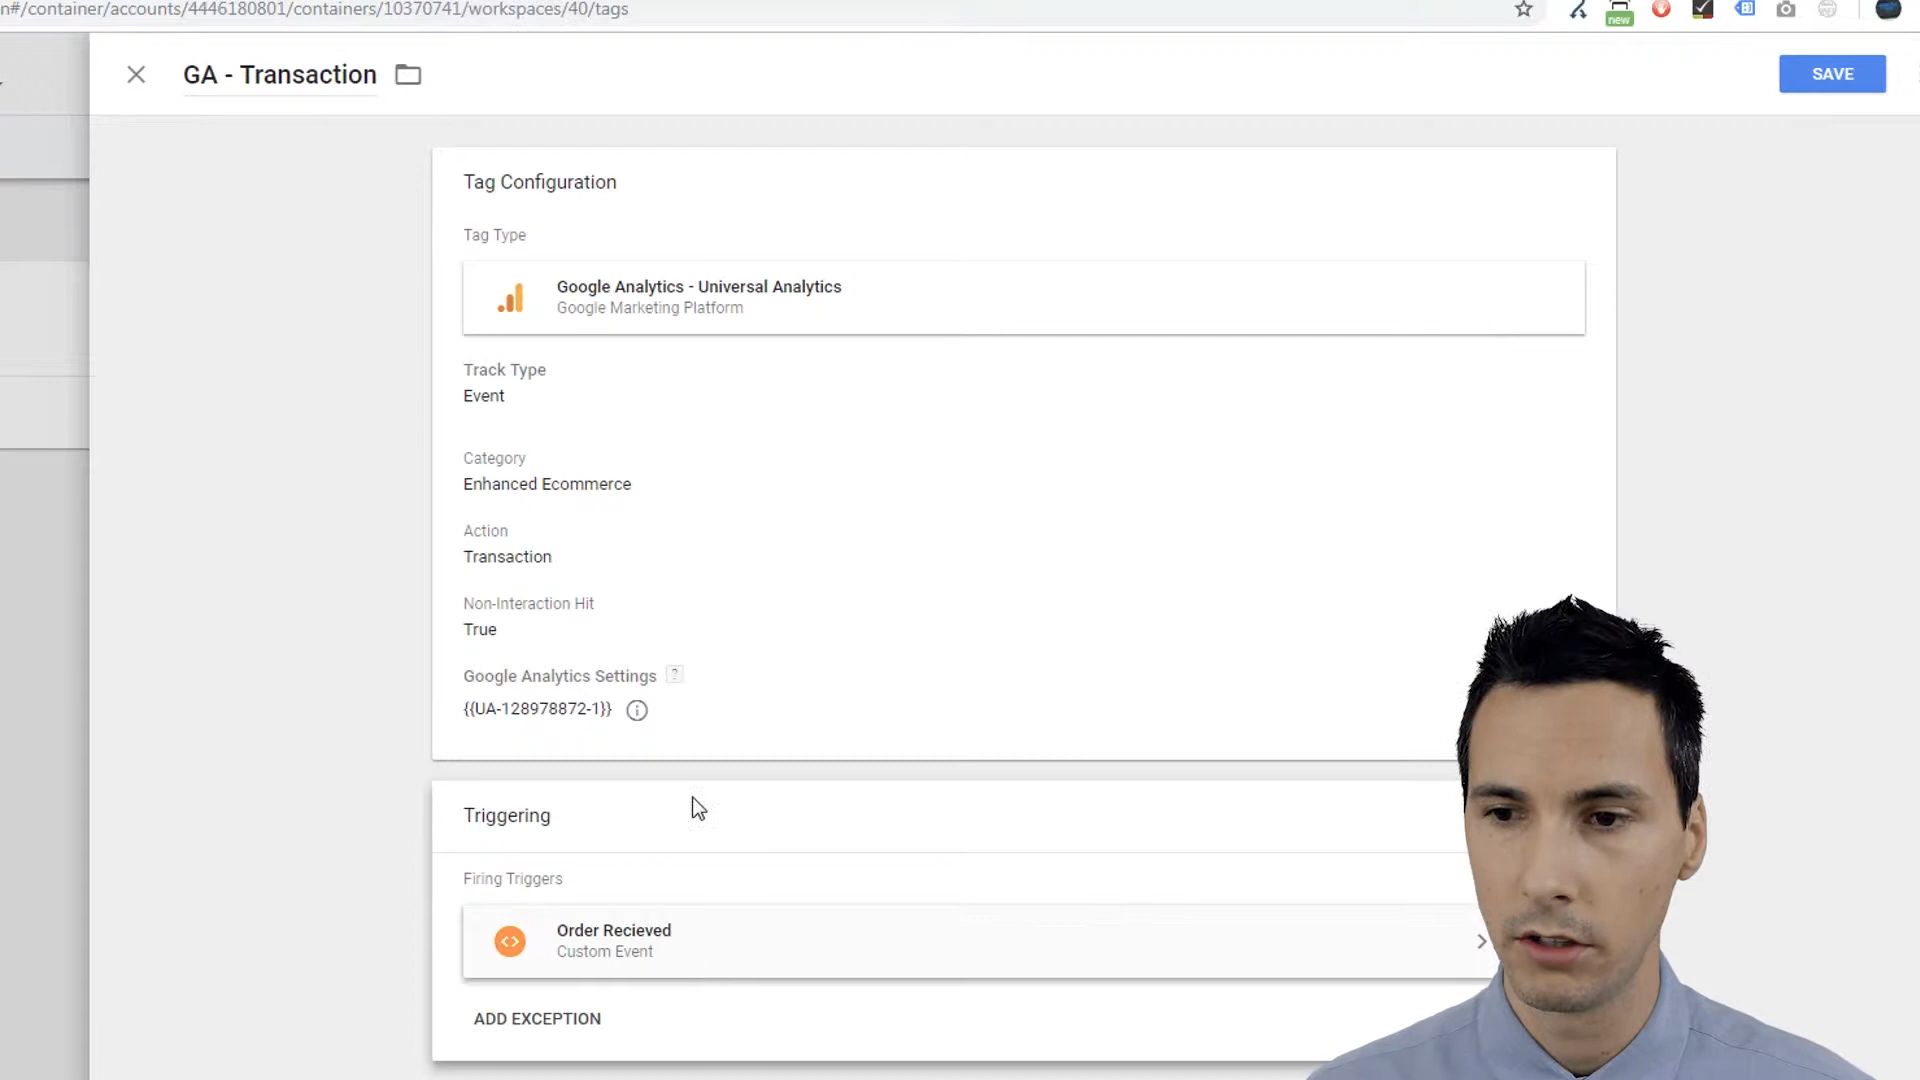 n#/container/accounts/4446180801/containers/10370741/workspaces/40/tags
new
GA - Transaction
SAVE
Tag Configuration
Tag Type
Google Analytics - Universal Analytics
Google Marketing Platform
Track Type
Event
Category
Enhanced Ecommerce
Action
Transaction
Non-Interaction Hit
True
Google Analytics Settings ?
{{UA-128978872-1}}
Triggering
Firing Triggers
Order Recieved
Custom Event
ADD EXCEPTION